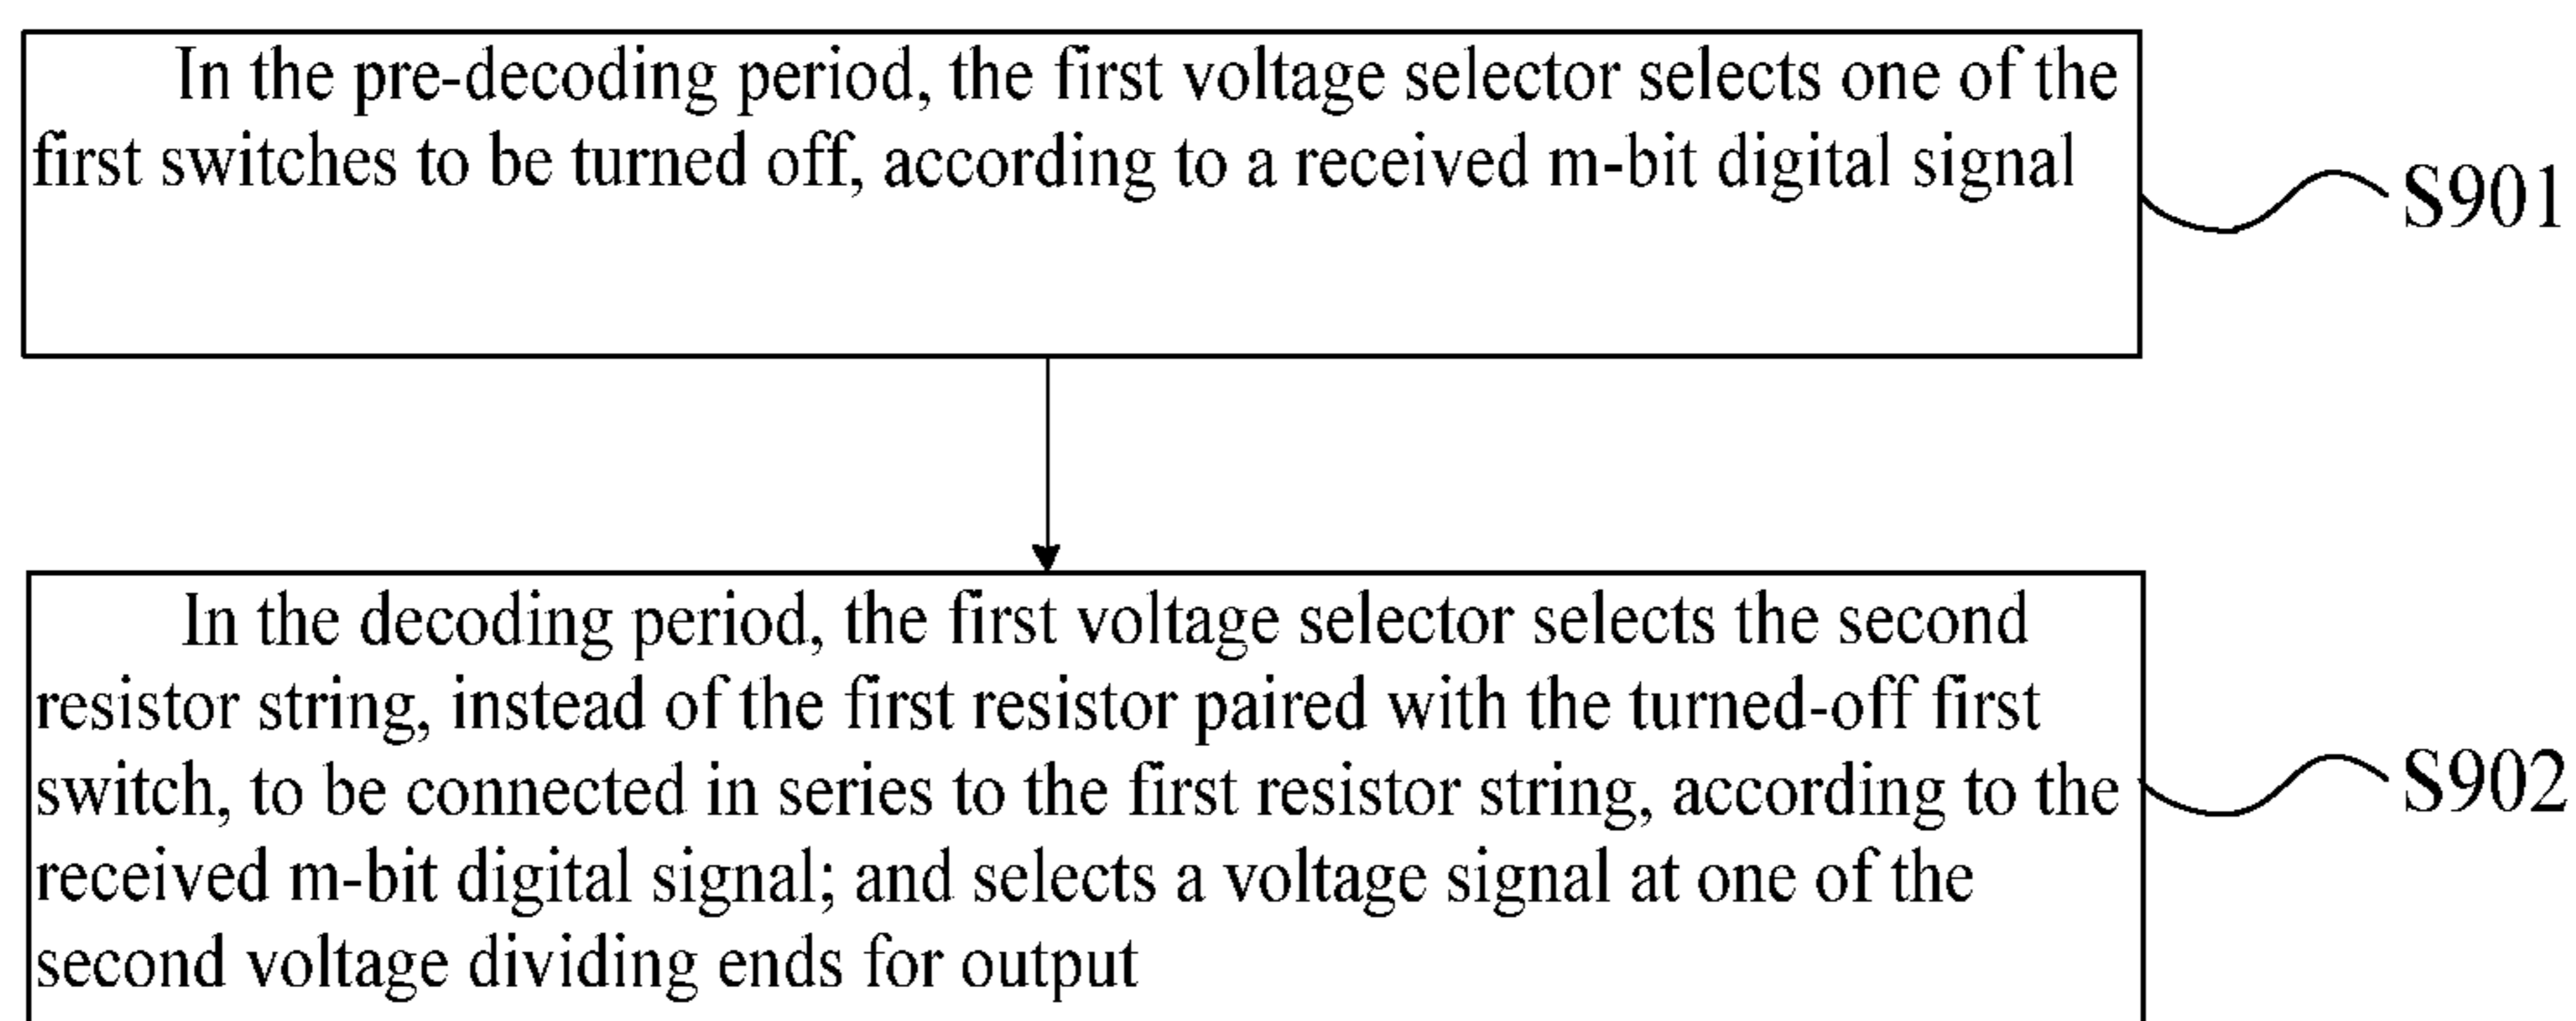 In the pre-decoding period, the first voltage selector selects one of the
first switches to be turned off, according to a received m-bit digital signal
S901
In the decoding period, the first voltage selector selects the second
resistor string, instead of the first resistor paired with the turned-off first
switch, to be connected in series to the first resistor string, according to the
received m-bit digital signal; and selects a voltage signal at one of the
second voltage dividing ends for output
S902